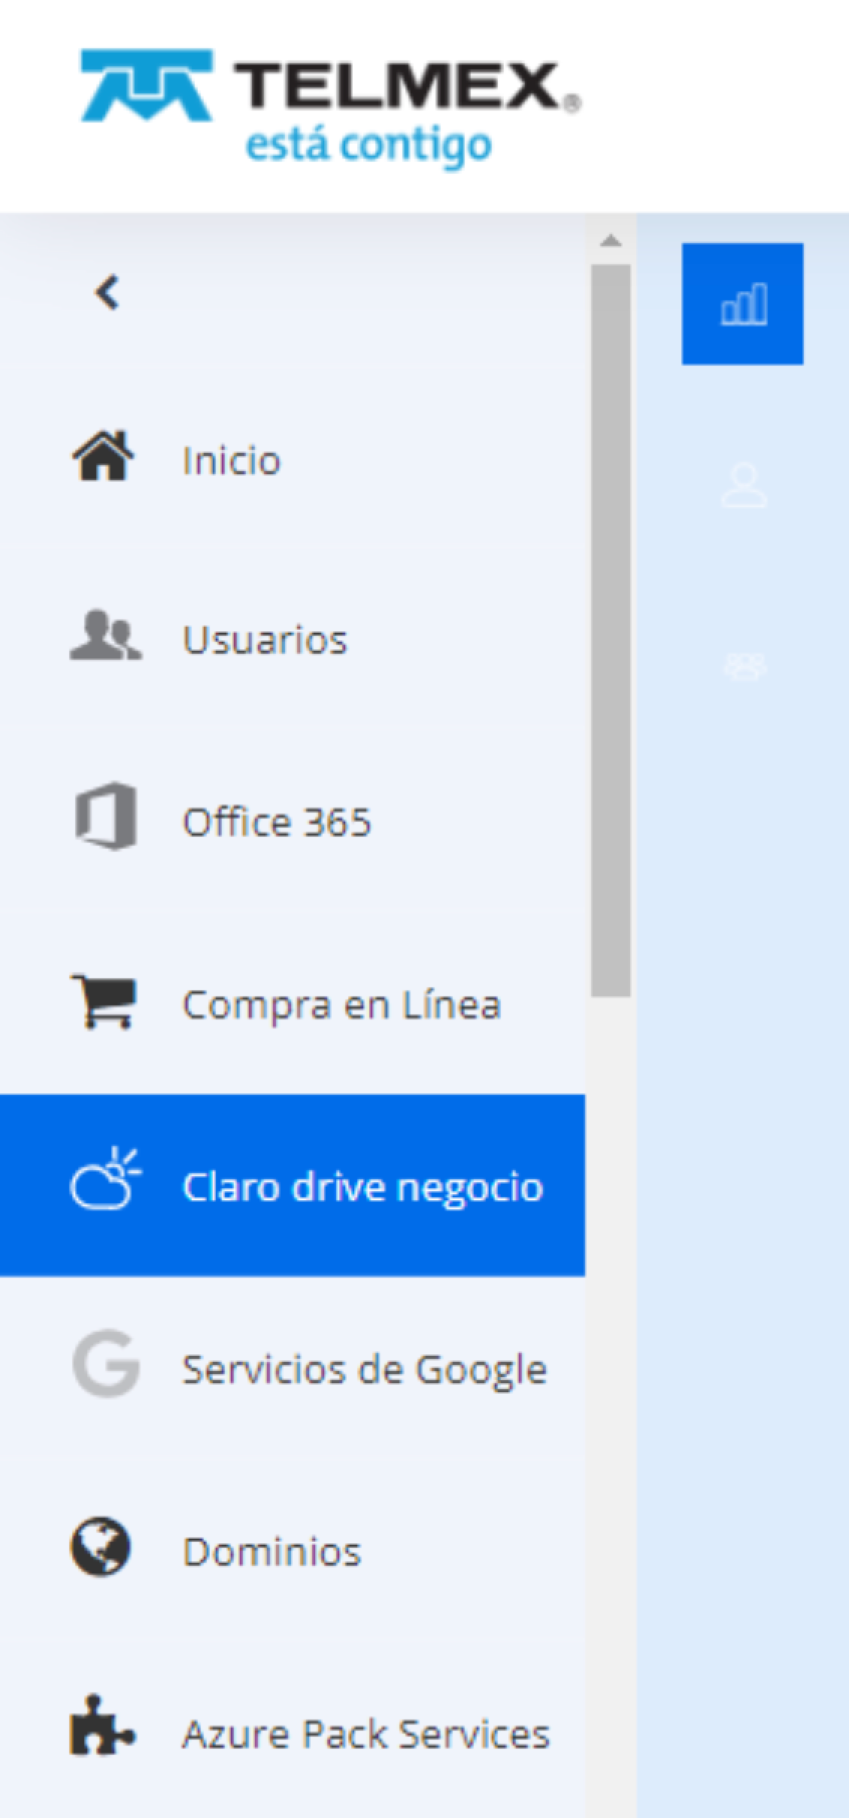 TELMEX®
está contigo
Inicio
Usuarios
Office 365
Compra en Línea
Claro drive negocio
Servicios de Google
Dominios
Azure Pack Services